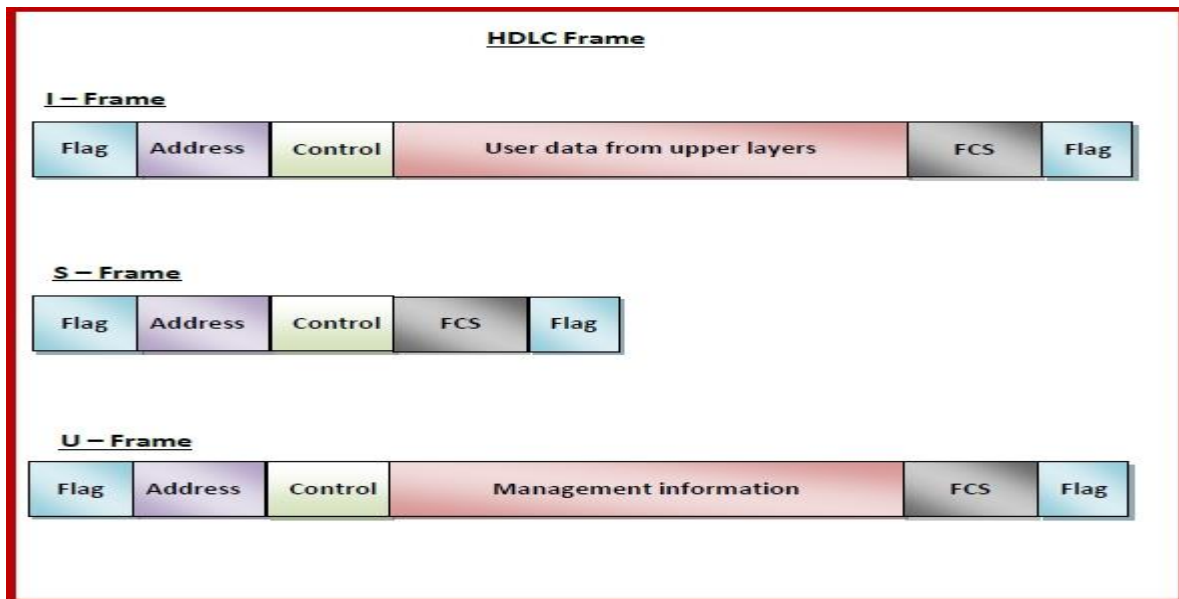 HDLC Frame
I – Frame
Flag Address Control User data from upper layers FCS Flag
S – Frame
Flag Address Control FCS Flag
U – Frame
Flag Address Control Management information FCS Flag